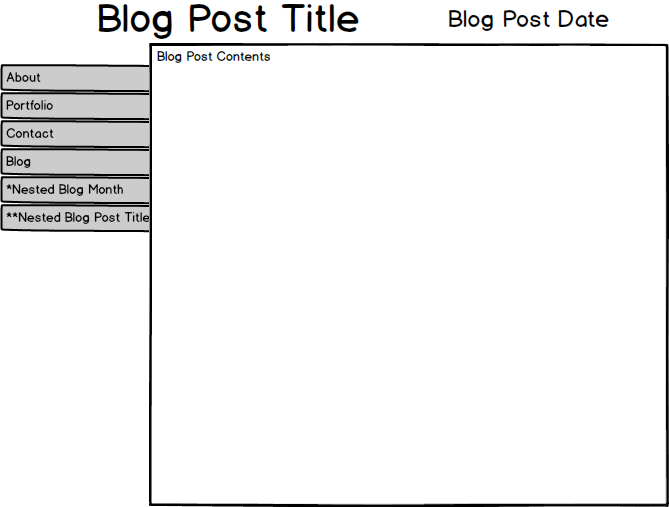 Blog Post Title
Blog Post Date
Blog Post Contents
About
Portfolio
Contact
Blog
*Nested Blog Month
**Nested Blog Post Title